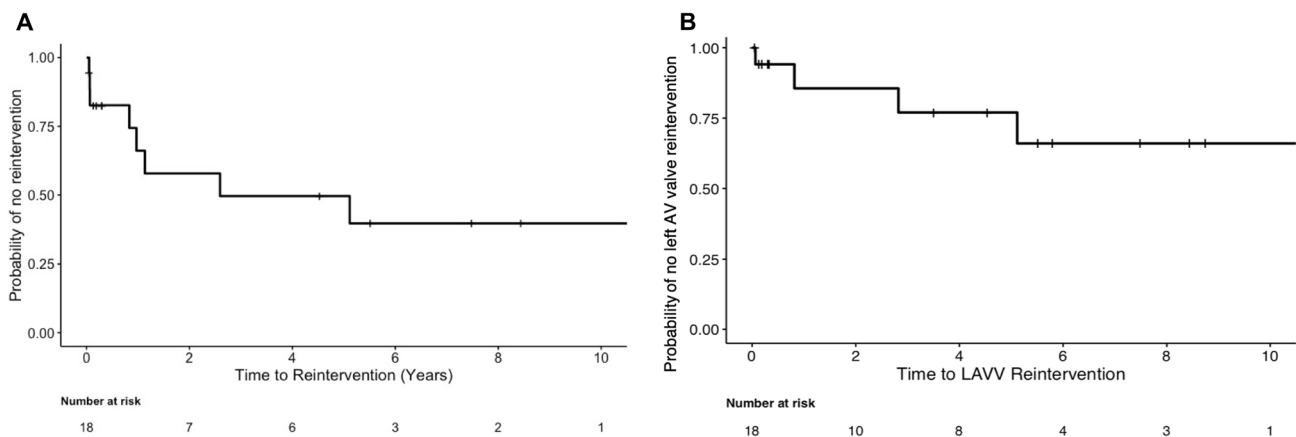 A
Probability of no reintervention
1.00
0.75
0.50
0.25
0.00
0 2 4 6 8 10
Time to Reintervention (Years)
Number at risk
18 7 6 3 2 1
B
Probability of no left AV valve reintervention
1.00
0.75
0.50
0.25
0.00
0 2 4 6 8 10
Time to LAVV Reintervention
Number at risk
18 10 8 4 3 1